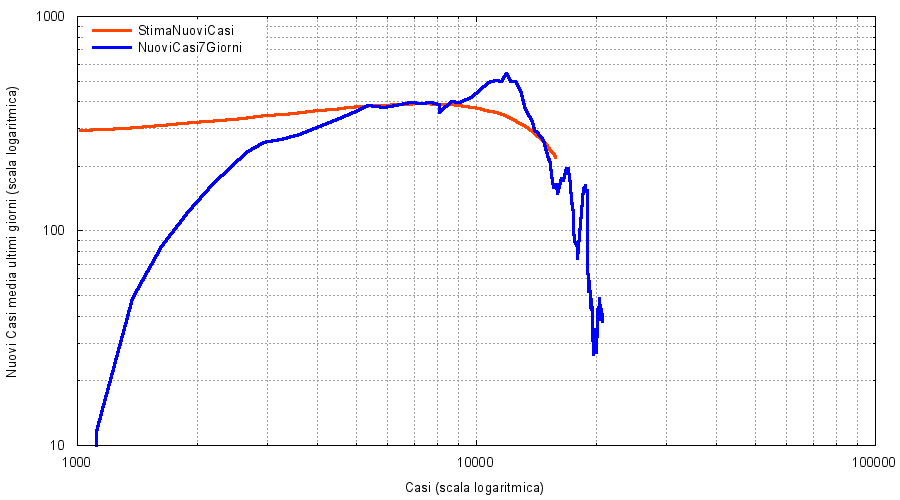 1000
StimaNuoviCasi
NuoviCasi7Giorni
100
10
Nuovi Casi media ultimi giorni (scala logaritmica)
1000
10000
100000
Casi (scala logaritmica)